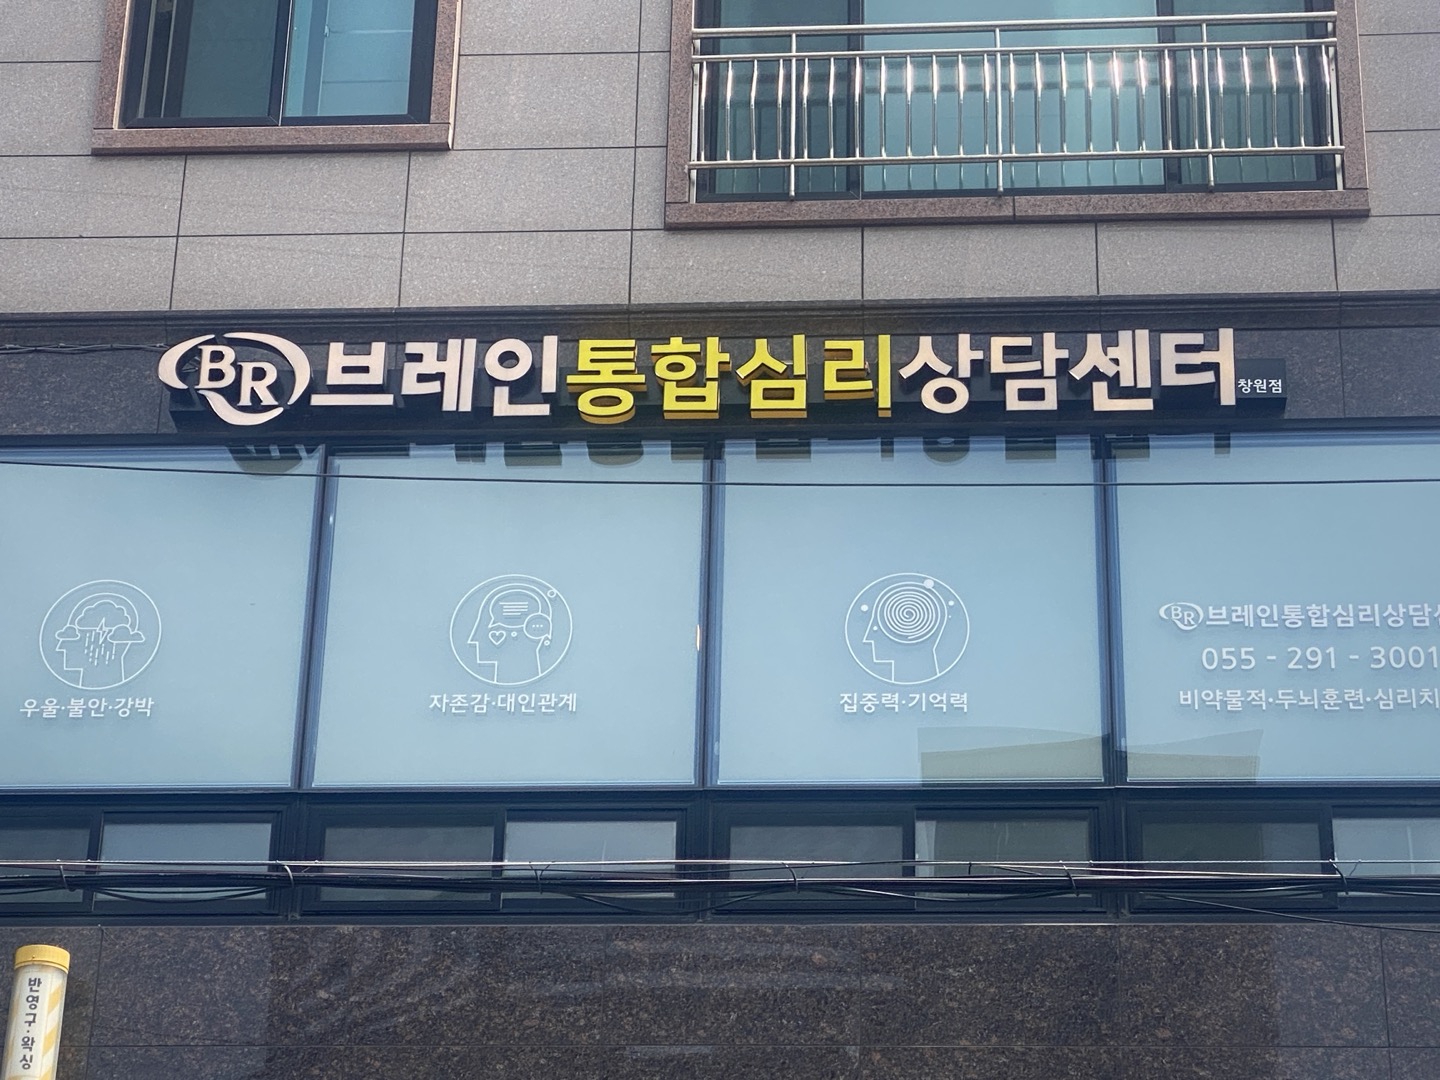 BR 브레인통합심리상담센터 창원점
우울·불안·강박
자존감·대인관계
집중력·기억력
BR 브레인통합심리상담
055 - 291 - 3001
비약물적·두뇌훈련·심리치
반영구·왁싱